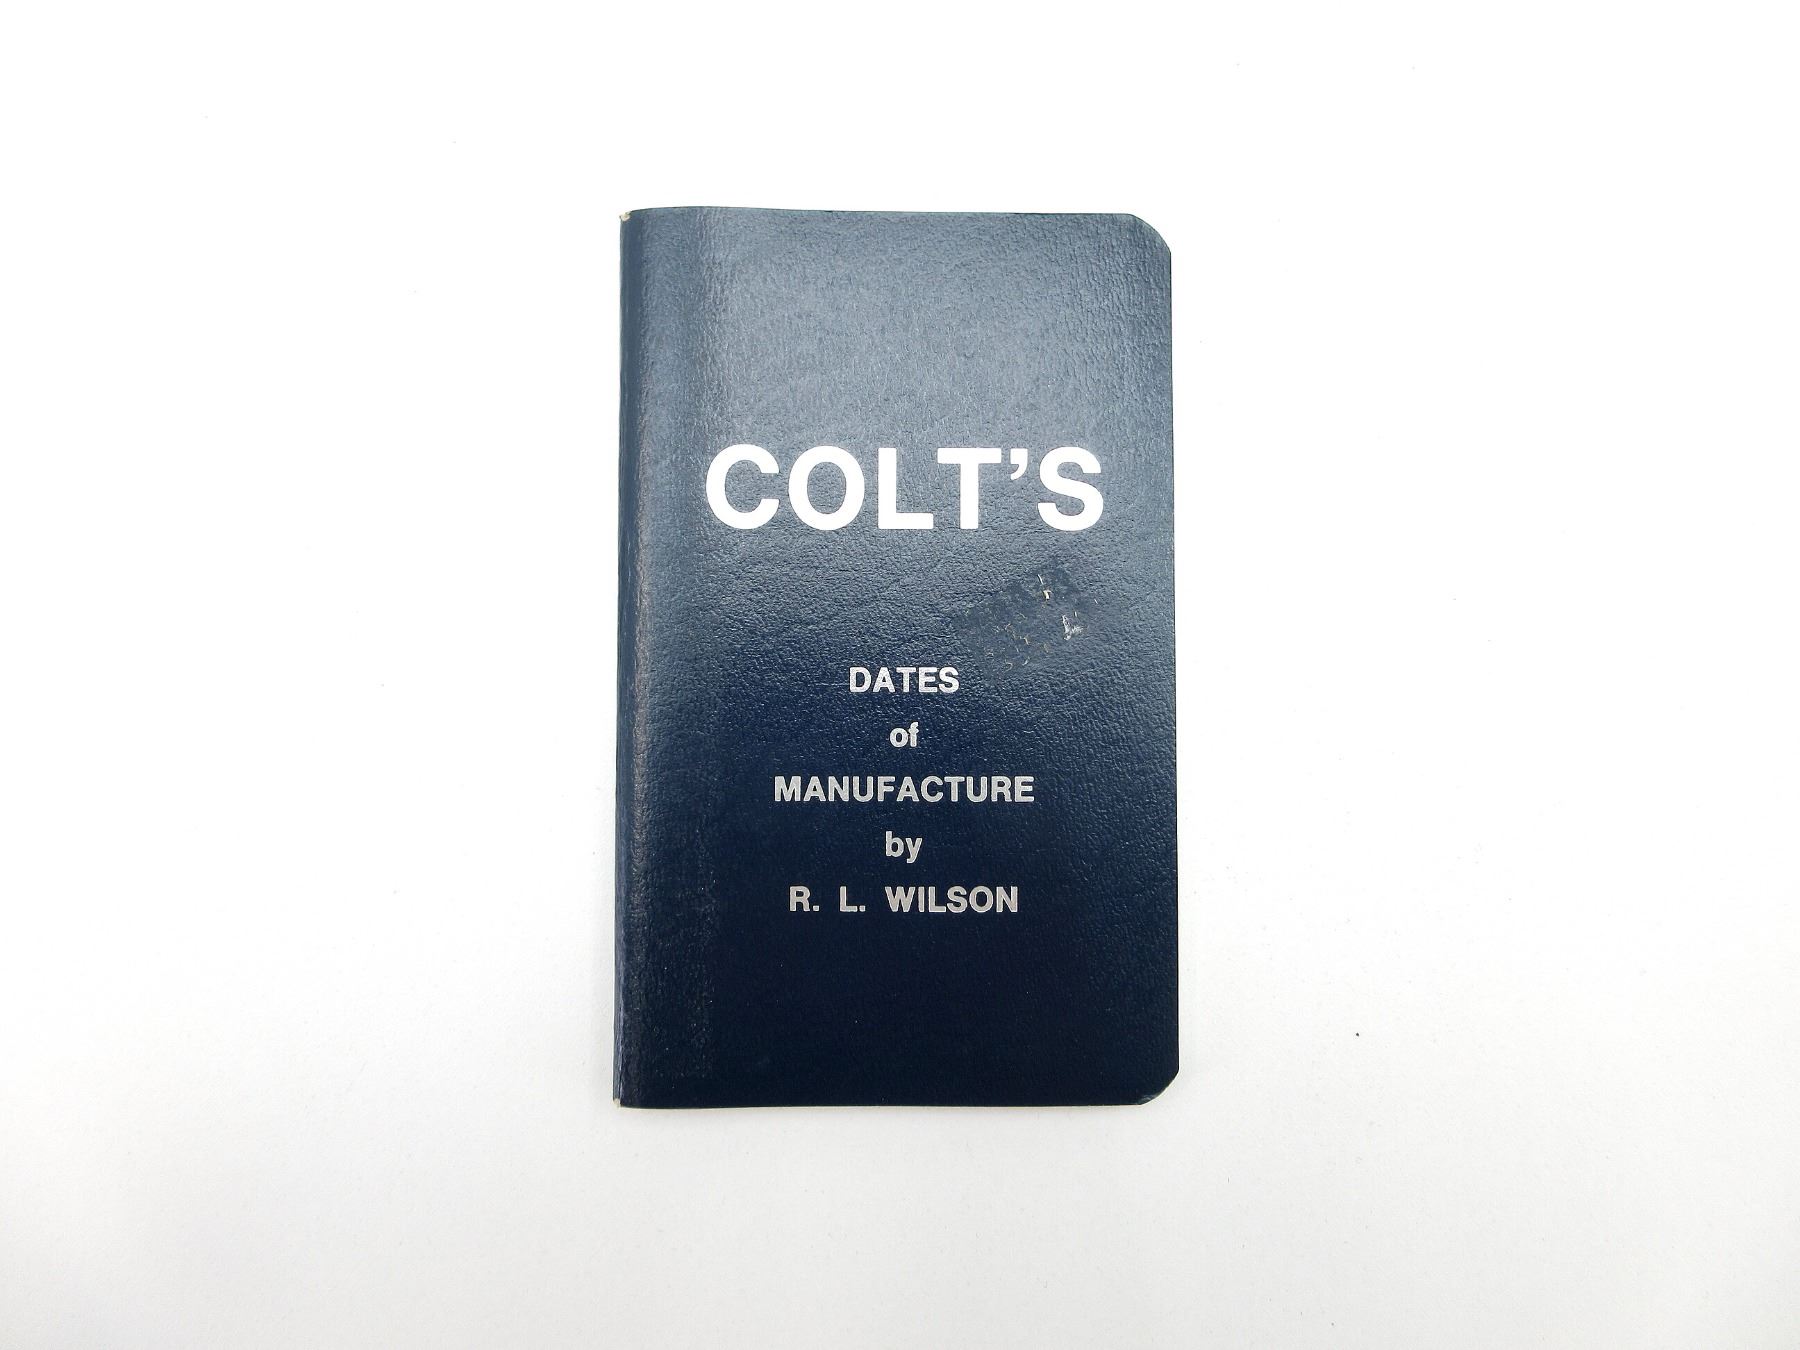 COLT'S
DATES
of
MANUFACTURE
by
R. L. WILSON